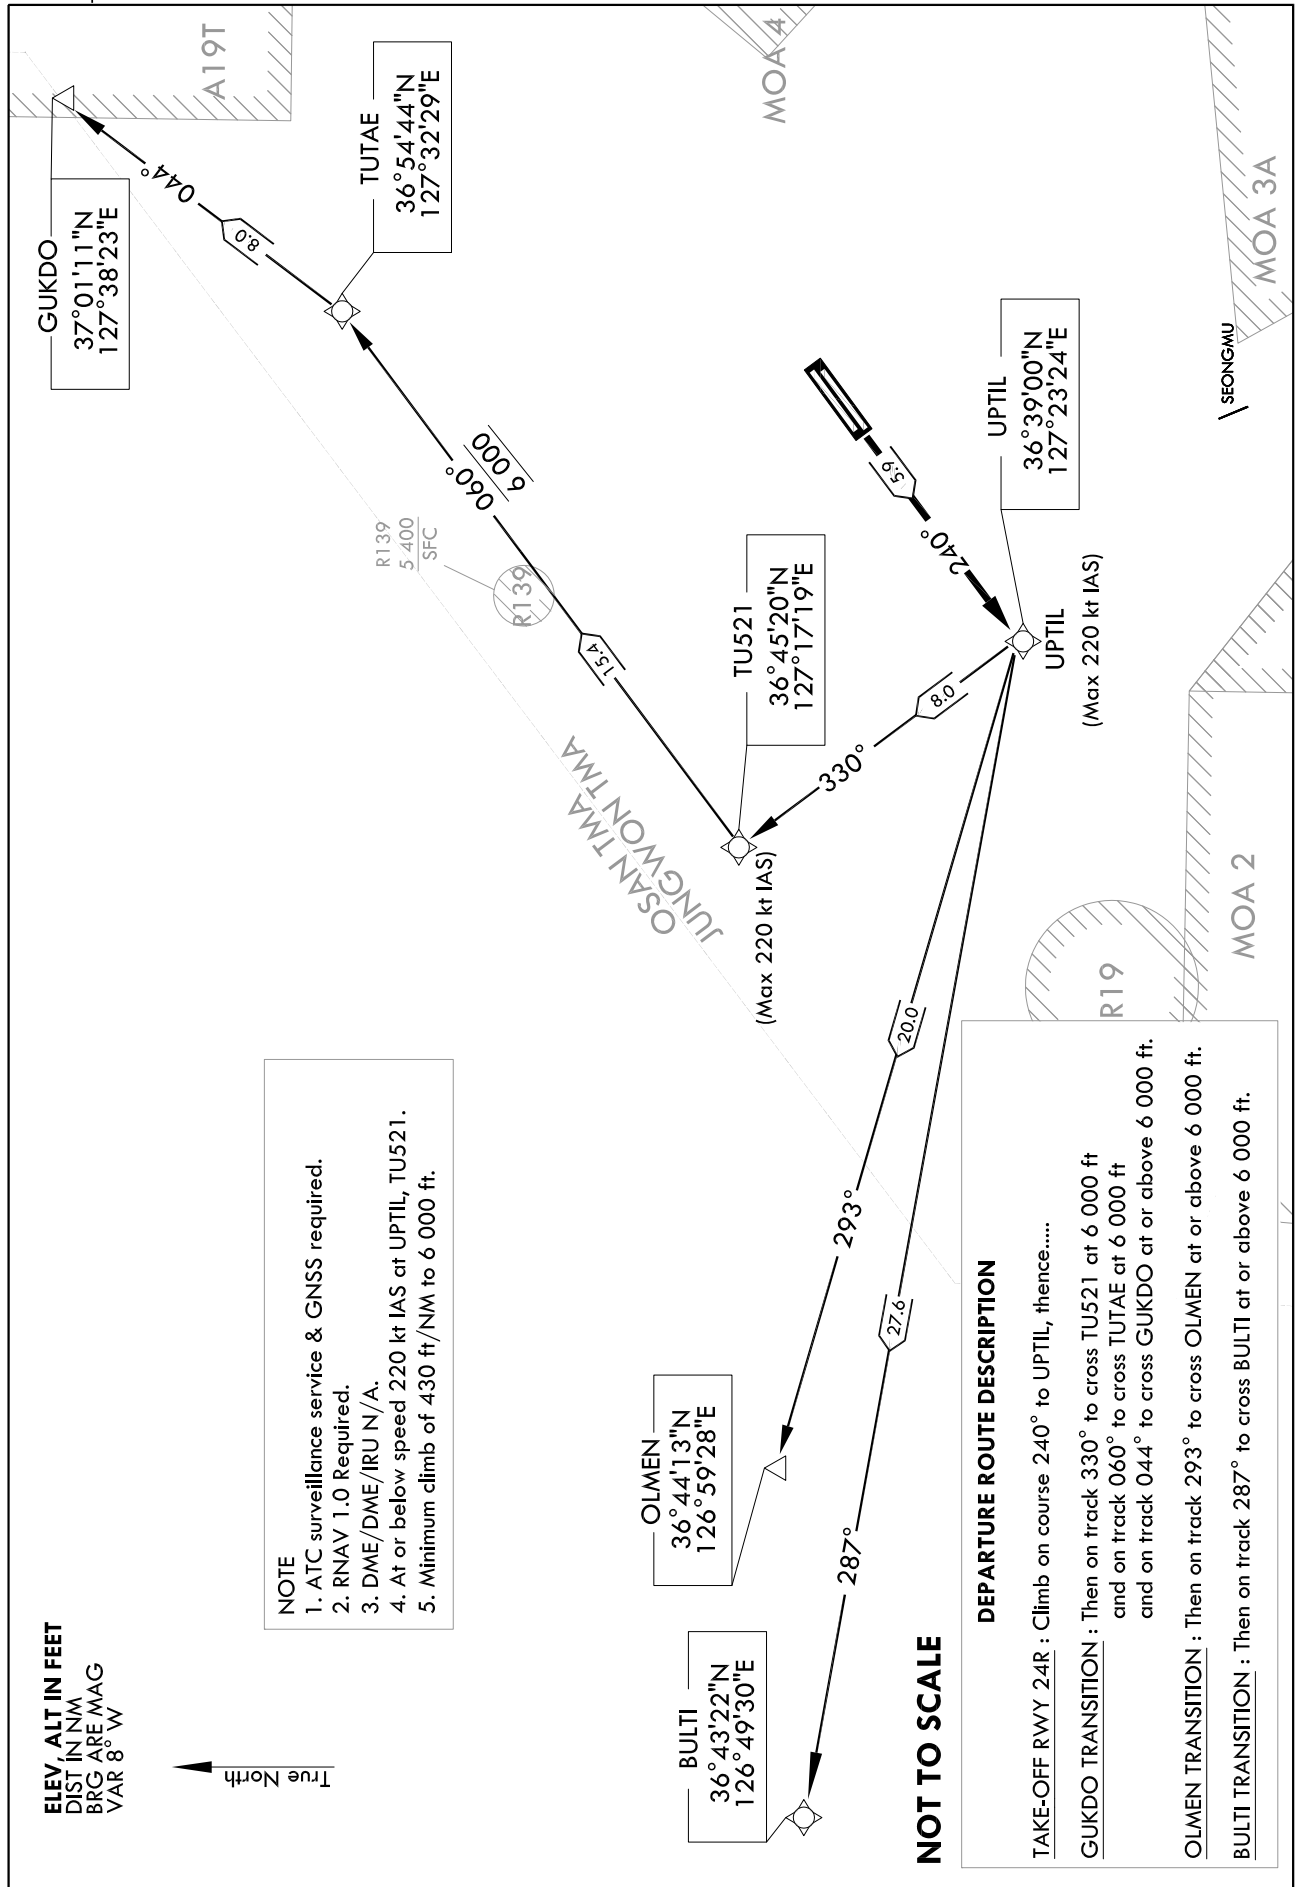 ELEV, ALT IN FEET
DIST IN NM
BRG ARE MAG
VAR 8° W
True North
NOTE
1. ATC surveillance service & GNSS required.
2. RNAV 1.0 Required.
3. DME/DME/IRU N/A.
4. At or below speed 220 kt IAS at UPTIL, TU521.
5. Minimum climb of 430 ft/NM to 6 000 ft.
GUKDO
37°01'11"N
127°38'23"E
A19T
044°
8.0
TUTAE
36°54'44"N
127°32'29"E
060°
6 000
R139
5 400
SFC
R139
15.4
OSAN TMA
JUNGWON TMA
MOA 4
TU521
36°45'20"N
127°17'19"E
(Max 220 kt IAS)
330°
8.0
5.9
240°
UPTIL
36°39'00"N
127°23'24"E
UPTIL
(Max 220 kt IAS)
MOA 3A
SEONGMU
OLMEN
36°44'13"N
126°59'28"E
293°
20.0
BULTI
36°43'22"N
126°49'30"E
287°
27.6
R19
MOA 2
NOT TO SCALE
DEPARTURE ROUTE DESCRIPTION
TAKE-OFF RWY 24R : Climb on course 240° to UPTIL, thence.....
GUKDO TRANSITION : Then on track 330° to cross TU521 at 6 000 ft
and on track 060° to cross TUTAE at 6 000 ft
and on track 044° to cross GUKDO at or above 6 000 ft.
OLMEN TRANSITION : Then on track 293° to cross OLMEN at or above 6 000 ft.
BULTI TRANSITION : Then on track 287° to cross BULTI at or above 6 000 ft.